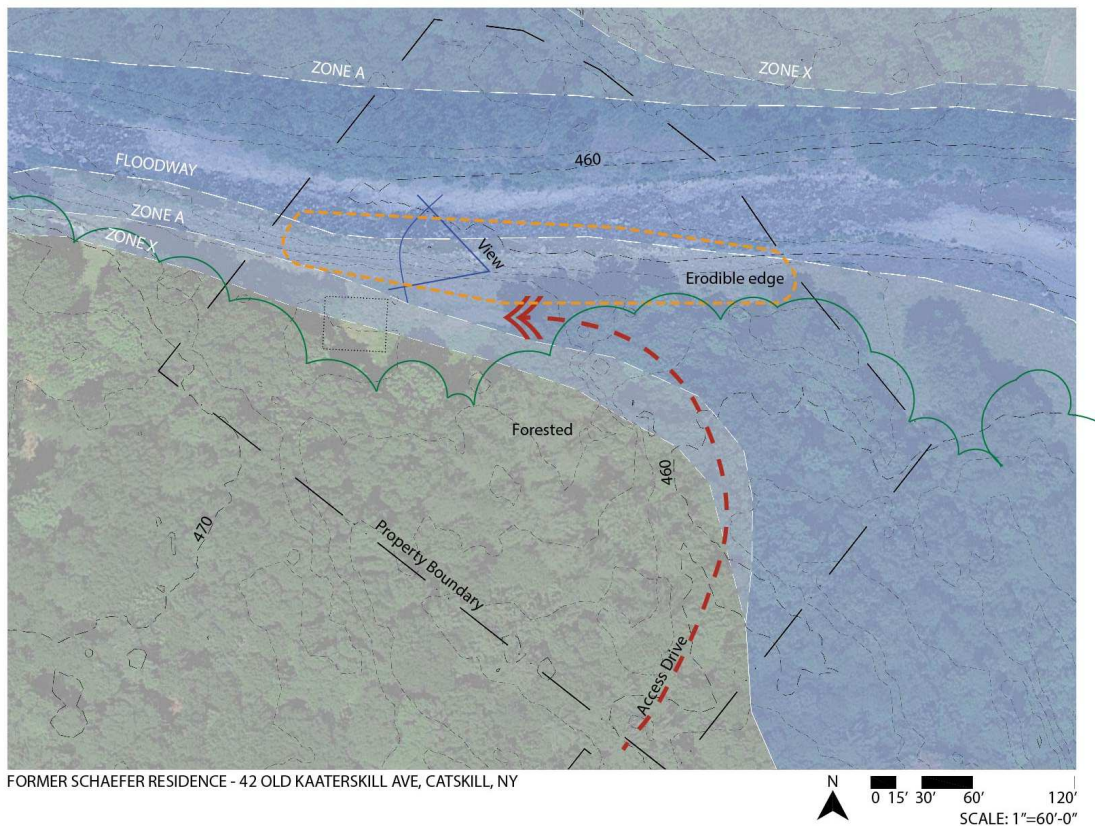 ZONE A
ZONE X
460
FLOODWAY
ZONE A
ZONE X
View
Erodible edge
Forested
460
470
Property Boundary
Access Drive
FORMER SCHAEFER RESIDENCE - 42 OLD KAATERSKILL AVE, CATSKILL, NY
N
0 15' 30' 60' 120'
SCALE: 1"=60'-0"